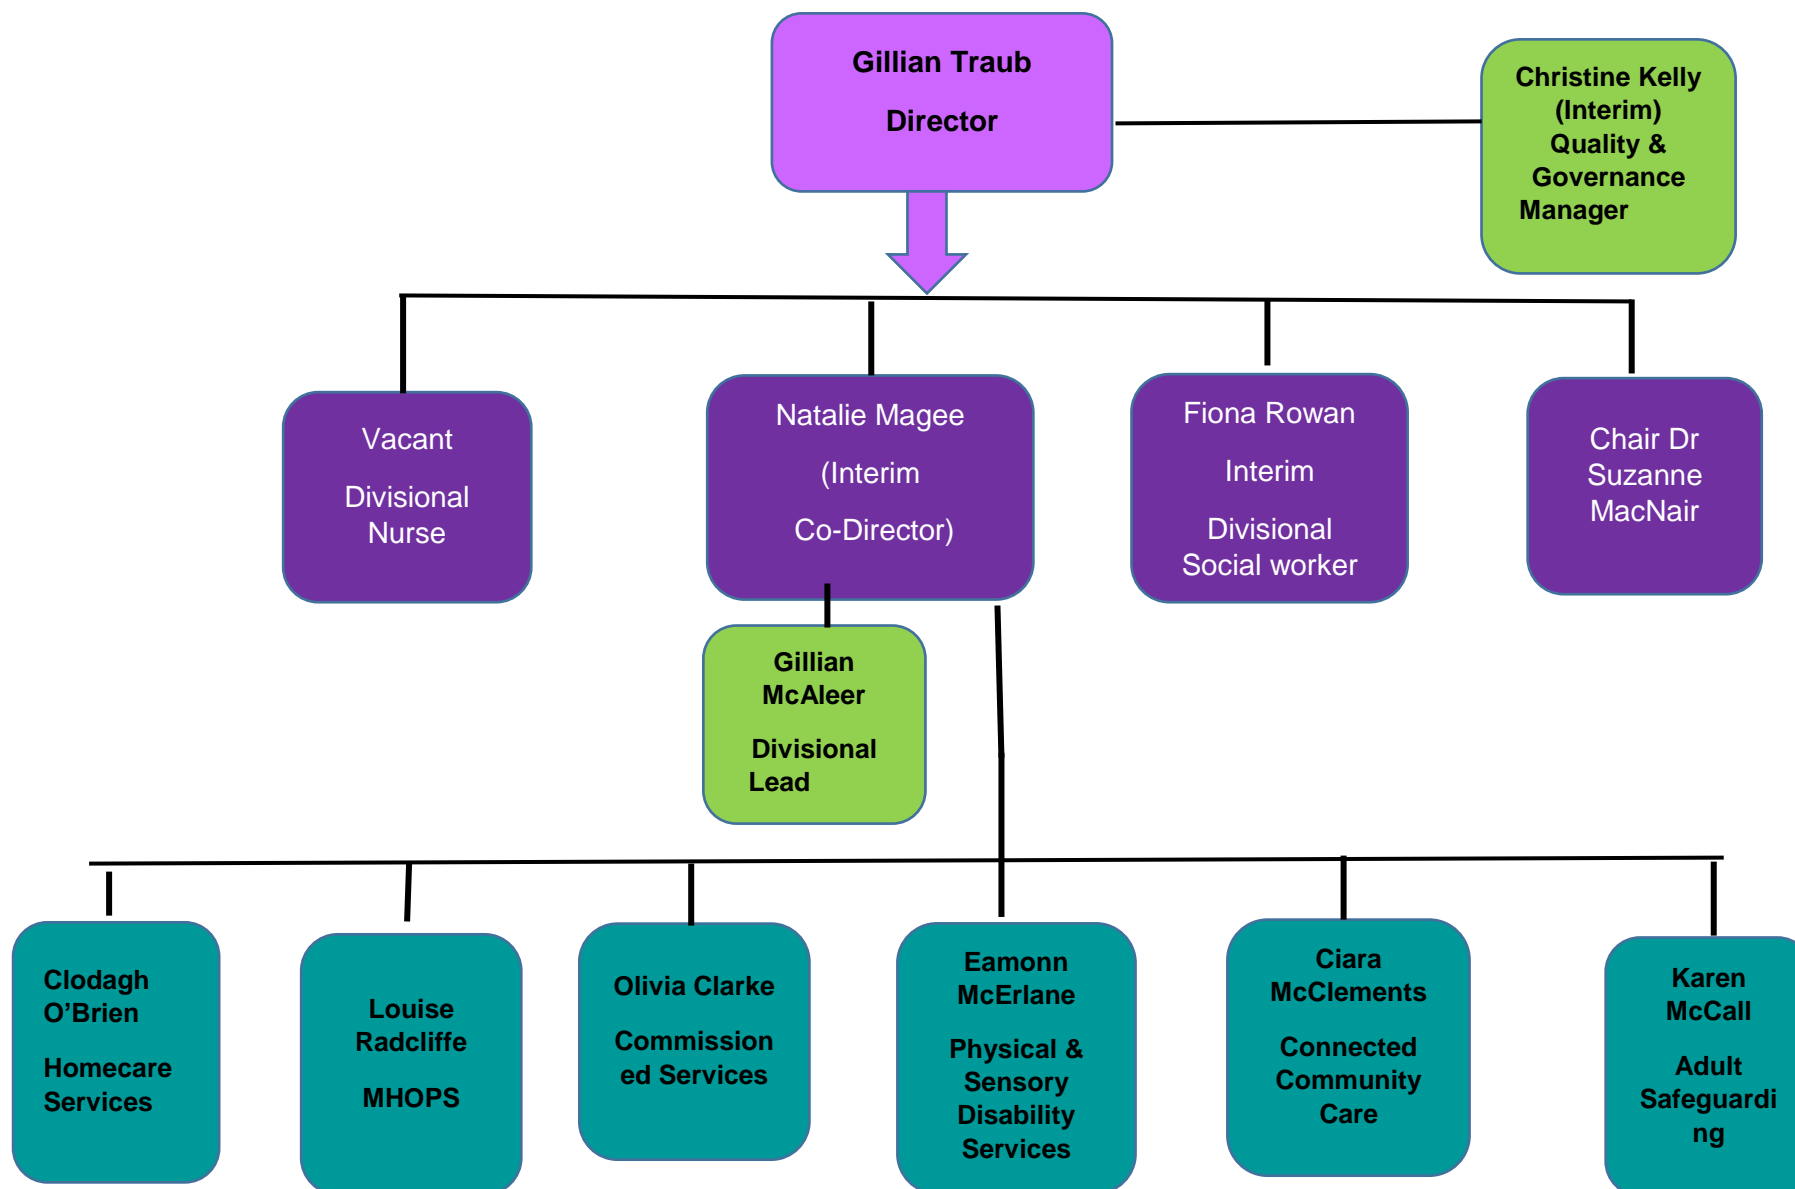 Gillian Traub
Director
Christine Kelly
(Interim)
Quality &
Governance
Manager
Vacant
Divisional
Nurse
Natalie Magee
(Interim
Co-Director)
Fiona Rowan
Interim
Divisional
Social worker
Chair Dr
Suzanne
MacNair
Gillian
McAleer
Divisional
Lead
Clodagh
O’Brien
Homecare
Services
Louise
Radcliffe
MHOPS
Olivia Clarke
Commission
ed Services
Eamonn
McErlane
Physical &
Sensory
Disability
Services
Ciara
McClements
Connected
Community
Care
Karen
McCall
Adult
Safeguardi
ng